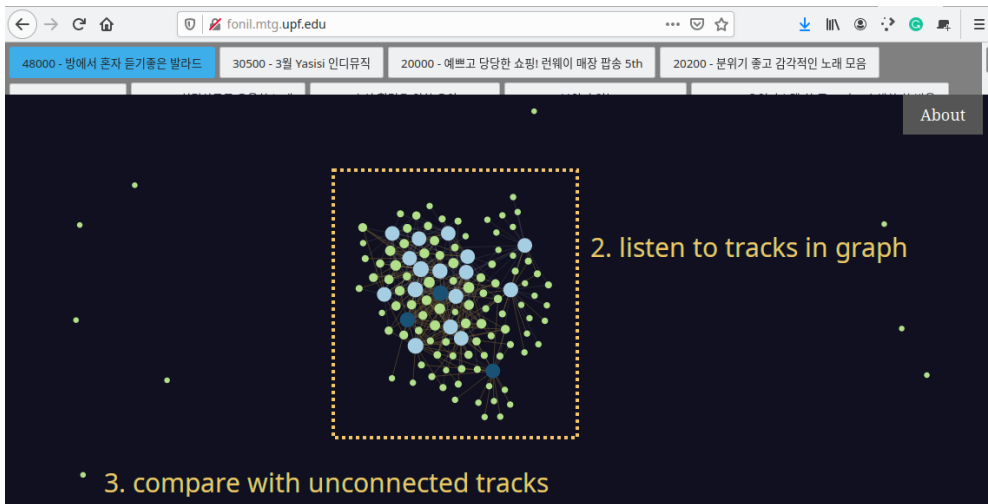 fonil.mtg.upf.edu
48000 - 방에서 혼자 듣기좋은 발라드
30500 - 3월 Yasisi 인디뮤직
20000 - 예쁘고 당당한 쇼핑! 런웨이 매장 팝송 5th
20200 - 분위기 좋고 감각적인 노래 모음
About
2. listen to tracks in graph
3. compare with unconnected tracks